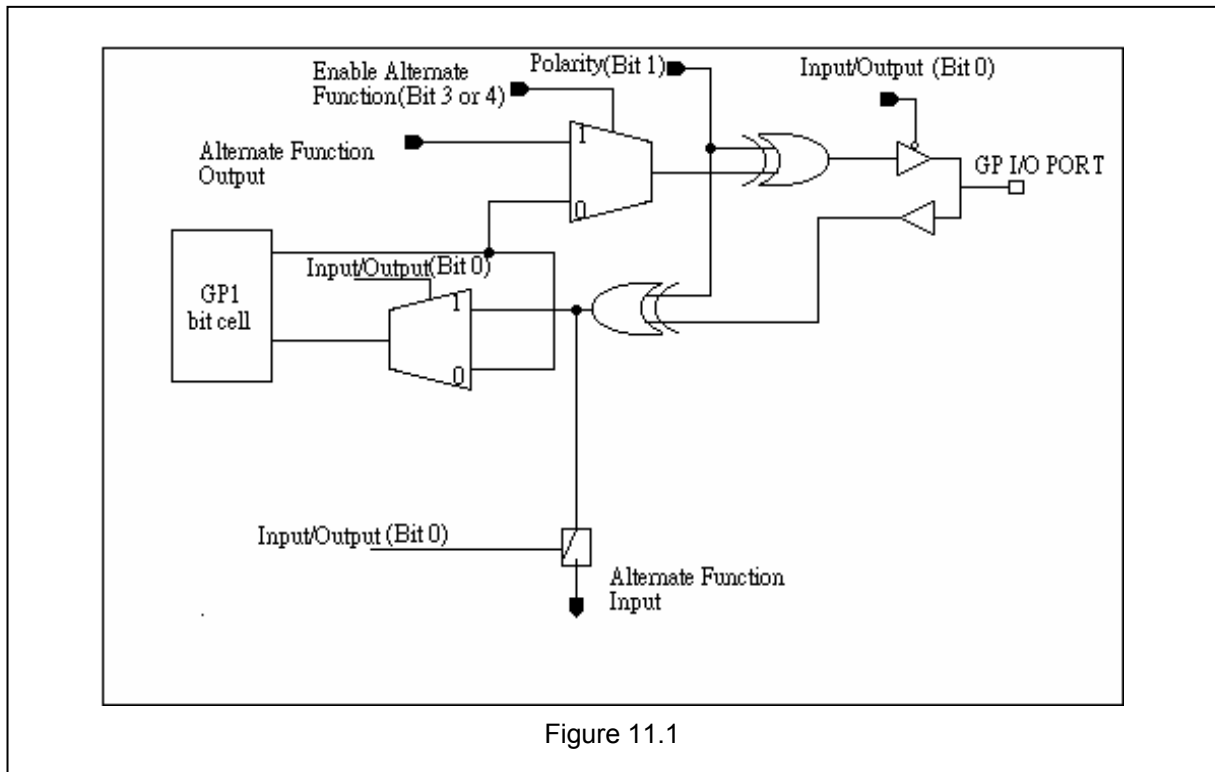 Polarity(Bit 1)
Input/Output (Bit 0)
Enable Alternate
Function(Bit 3 or 4)
1
Alternate Function
Output
GP I/O PORT
0
Input/Output(Bit 0)
GP1
bit cell
1
0
Input/Output (Bit 0)
Alternate Function
Input
Figure 11.1